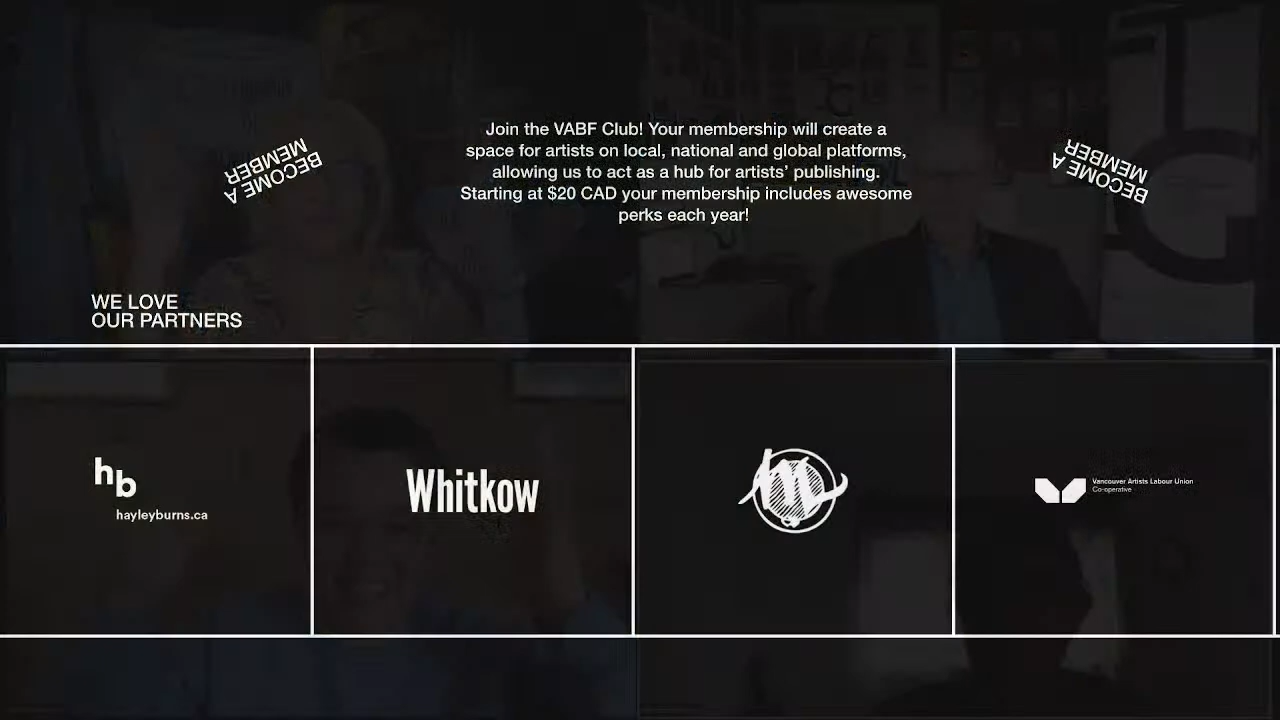 Join the VABF Club! Your membership will create a
space for artists on local, national and global platforms,
allowing us to act as a hub for artists' publishing.
Starting at $20 CAD your membership includes awesome
perks each year!
BECOME A
MEMBER
BECOME A
MEMBER
WE LOVE
OUR PARTNERS
hb
hayleyburns.ca
Whitkow
Vancouver Artists Labour Union
Co-operative